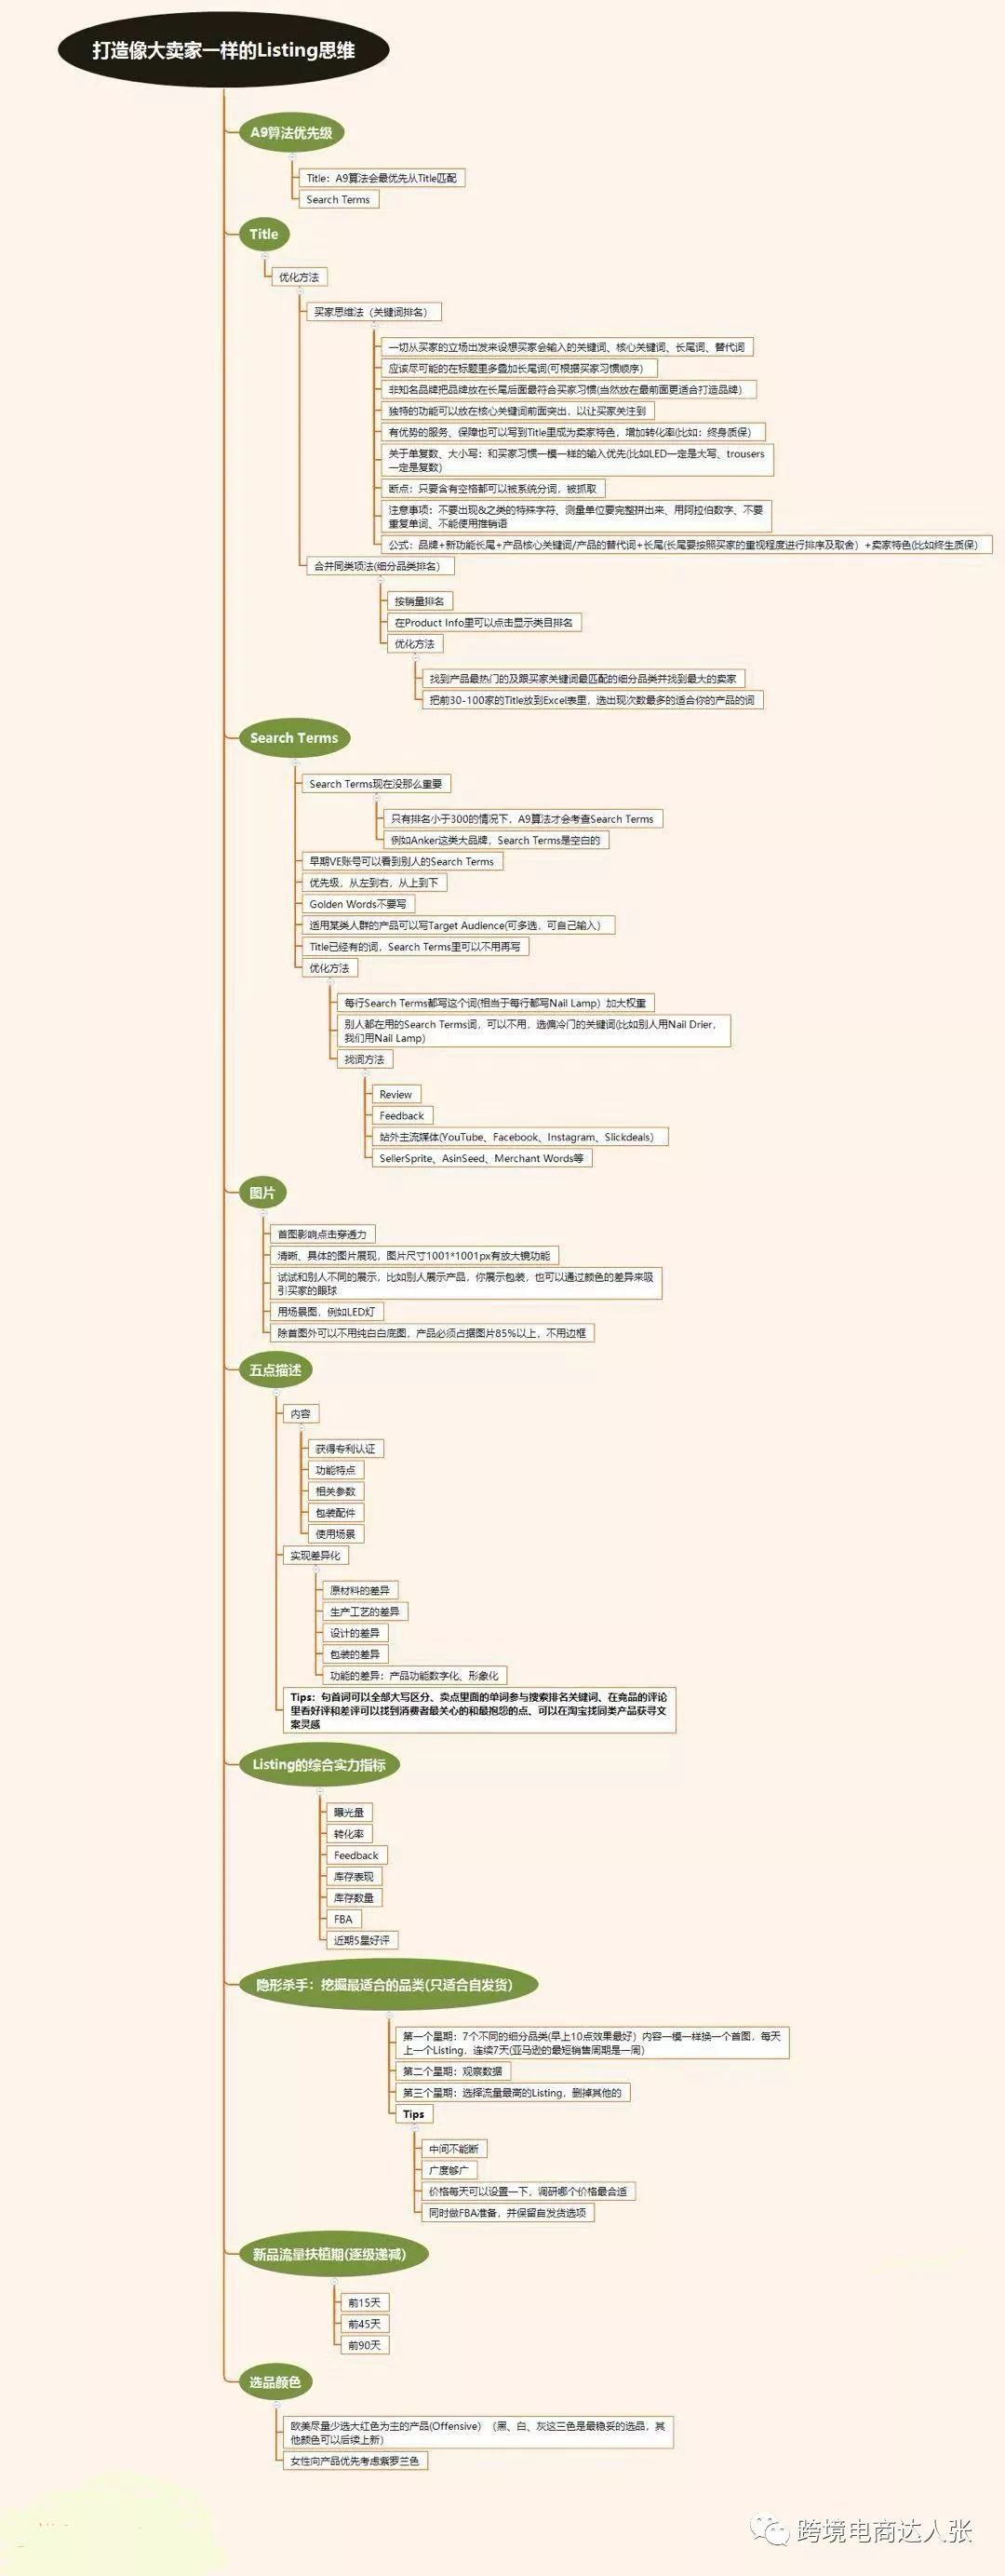 打造像大卖家一样的Listing思维
A9算法优先级
Title：A9算法会最优先从Title匹配
Search Terms
Title
优化方法
买家思维法（关键词排名）
一切从买家的立场出发来设想买家会输入的关键词、核心关键词、长尾词、替代词
应该尽可能的在标题里多叠加长尾词(可根据买家习惯顺序）
非知名品牌把品牌放在长尾后面最符合买家习惯(当然放在最前面更适合打造品牌）
独特的功能可以放在核心关键词前面突出，以让买家关注到
有优势的服务、保障也可以写到Title里成为卖家特色，增加转化率(比如：终身质保）
关于单复数、大小写：和买家习惯一模一样的输入优先(比如LED一定是大写、trousers
一定是复数)
断点：只要含有空格都可以被系统分词，被抓取
注意事项：不要出现&之类的特殊字符、测量单位要完整拼出来、用阿拉伯数字、不要
重复单词、不能使用推销语
公式：品牌+新功能长尾+产品核心关键词/产品的替代词+长尾(长尾要按照买家的重视程度进行排序及取舍）+卖家特色(比如终生质保）
合并同类项法(细分品类排名）
按销量排名
在Product Info里可以点击显示类目排名
优化方法
找到产品最热门的及跟买家关键词最匹配的细分品类并找到最大的卖家
把前30-100家的Title放到Excel表里，选出现次数最多的适合你的产品的词
Search Terms
Search Terms现在没那么重要
只有排名小于300的情况下，A9算法才会考查Search Terms
例如Anker这类大品牌，Search Terms是空白的
早期VE账号可以看到别人的Search Terms
优先级，从左到右，从上到下
Golden Words不要写
适用某类人群的产品可以写Target Audience(可多选，可自己输入）
Title已经有的词，Search Terms里可以不用再写
优化方法
每行Search Terms都写这个词(相当于每行都写Nail Lamp）加大权重
别人都在用的Search Terms词，可以不用，选偏冷门的关键词(比如别人用Nail Drier，
我们用Nail Lamp)
找词方法
Review
Feedback
站外主流媒体(YouTube、Facebook、Instagram、Slickdeals）
SellerSprite、AsinSeed、Merchant Words等
图片
首图影响点击穿透力
清晰、具体的图片展现，图片尺寸1001*1001px有放大镜功能
试试和别人不同的展示，比如别人展示产品，你展示包装，也可以通过颜色的差异来吸
引买家的眼球
用场景图，例如LED灯
除首图外可以不用纯白白底图，产品必须占据图片85%以上，不用边框
五点描述
内容
获得专利认证
功能特点
相关参数
包装配件
使用场景
实现差异化
原材料的差异
生产工艺的差异
设计的差异
包装的差异
功能的差异：产品功能数字化、形象化
Tips：句首词可以全部大写区分、卖点里面的单词参与搜索排名关键词、在竞品的评论
里看好评和差评可以找到消费者最关心的和最抱怨的点、可以在淘宝找同类产品获寻文
案灵感
Listing的综合实力指标
曝光量
转化率
Feedback
库存表现
库存数量
FBA
近期5星好评
隐形杀手：挖掘最适合的品类(只适合自发货）
第一个星期：7个不同的细分品类(早上10点效果最好）内容一模一样换一个首图，每天
上一个Listing，连续7天(亚马逊的最短销售周期是一周)
第二个星期：观察数据
第三个星期：选择流量最高的Listing，删掉其他的
Tips
中间不能断
广度够广
价格每天可以设置一下，调研哪个价格最合适
同时做FBA准备，并保留自发货选项
新品流量扶植期(逐级递减）
前15天
前45天
前90天
选品颜色
欧美尽量少选大红色为主的产品(Offensive）（黑、白、灰这三色是最稳妥的选品，其
他颜色可以后续上新）
女性向产品优先考虑紫罗兰色
跨境电商达人张